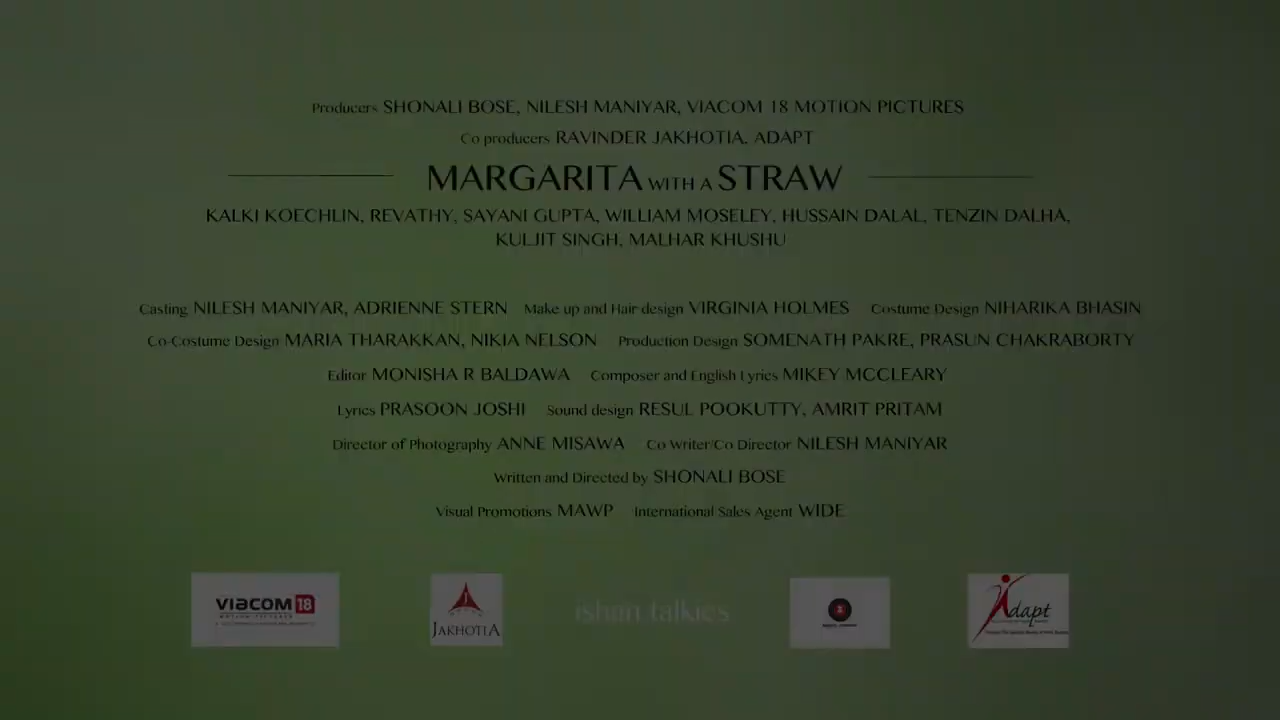 Producers SHONALI BOSE, NILESH MANIYAR, VIACOM 18 MOTION PICTURES
Co producers RAVINDER JAKHOTIA, ADAPT
MARGARITA WITH A STRAW
KALKI KOECHLIN, REVATHY, SAYANI GUPTA, WILLIAM MOSELEY, HUSSAIN DALAL, TENZIN DALHA,
KULJIT SINGH, MALHAR KHUSHU
Casting NILESH MANIYAR, ADRIENNE STERN Make up and Hair design VIRGINIA HOLMES Costume Design NIHARIKA BHASIN
Co-Costume Design MARIA THARAKKAN, NIKIA NELSON Production Design SOMENATH PAKRE, PRASUN CHAKRABORTY
Editor MONISHA R BALDAWA Composer and English Lyrics MIKEY MCCLEARY
Lyrics PRASOON JOSHI Sound design RESUL POOKUTTY, AMRIT PRITAM
Director of Photography ANNE MISAWA Co Writer/Co Director NILESH MANIYAR
Written and Directed by SHONALI BOSE
Visual Promotions MAWP International Sales Agent WIDE
VIACOM 18
MOTION PICTURES
JAKHOTIA
ishan talkies
Adapt